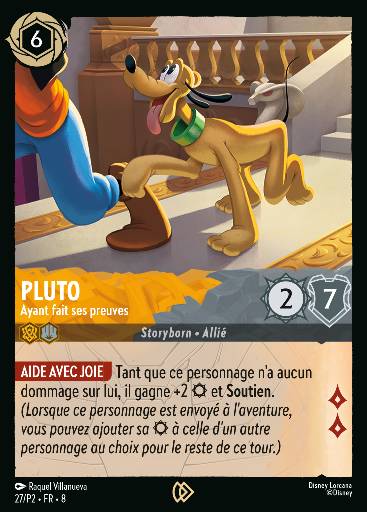 6
PLUTO
Ayant fait ses preuves
2
7
Storyborn • Allié
AIDE AVEC JOIE Tant que ce personnage n'a aucun
dommage sur lui, il gagne +2 et Soutien.
(Lorsque ce personnage est envoyé à l'aventure,
vous pouvez ajouter sa à celle d'un autre
personnage au choix pour le reste de ce tour.)
Raquel Villanueva
27/P2 • FR • 8
Disney Lorcana
©Disney